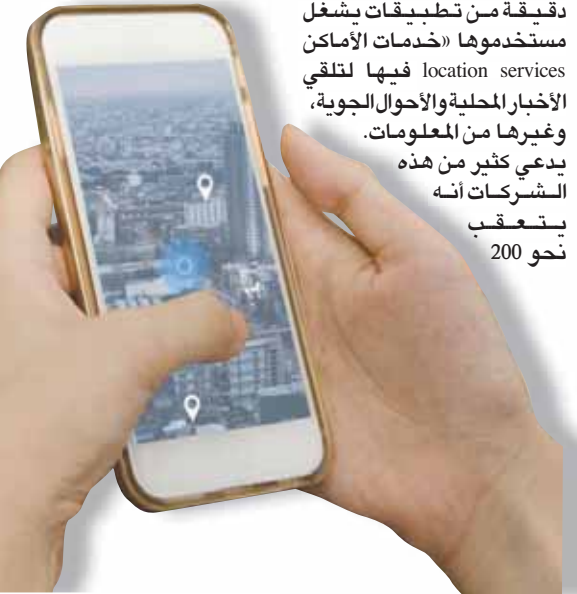 دقيقة من تطبيقات يشغل
مستخدموها «خدمات الأماكن
location services فيها لتلقي
الأخبار المحلية والأحوال الجوية،
وغيرها من المعلومات.
يدعي كثير من هذه
الشركات أنه
يتعقب
نحو 200